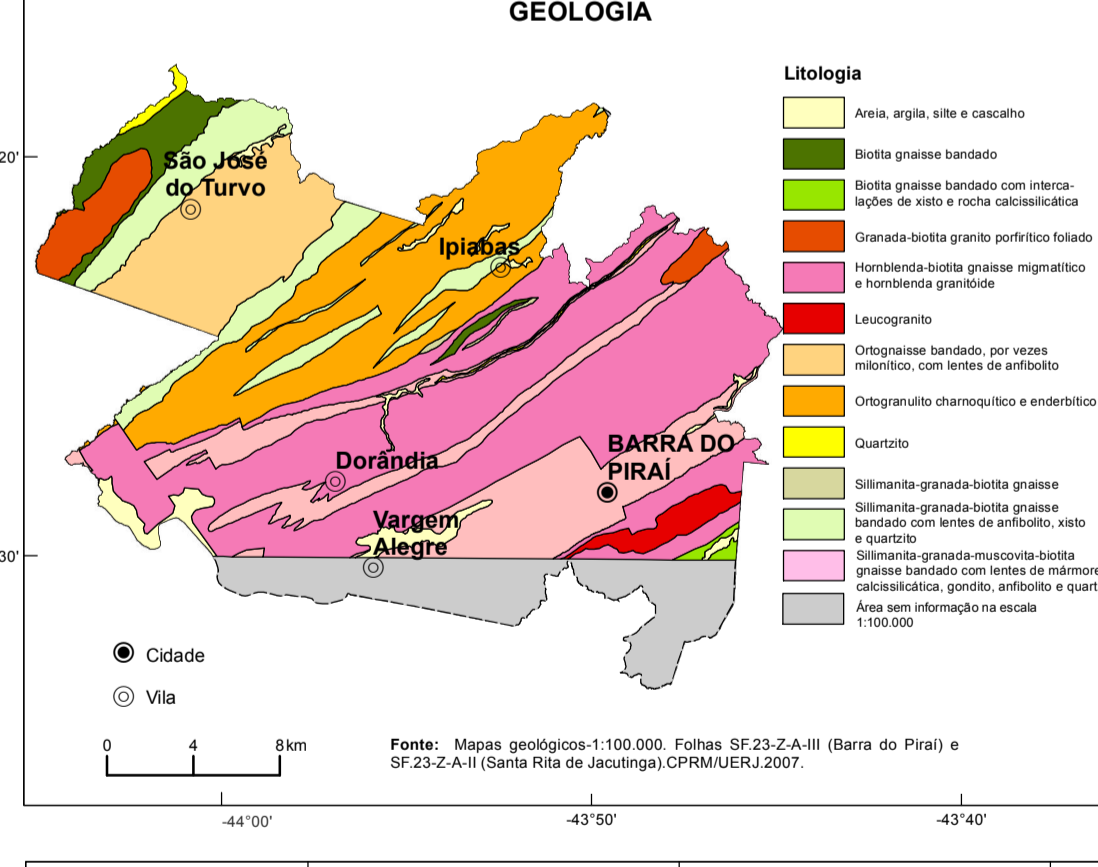 GEOLOGIA
Litologia
Areia, argila, silte e cascalho
Biotita gnaisse bandado
Biotita gnaisse bandado com interca-
lações de xisto e rocha calcissilicática
Granada-biotita granito porfirítico foliado
Hornblenda-biotita gnaisse migmatítico
e hornblenda granitóide
Leucogranito
Ortognaisse bandado, por vezes
milonítico, com lentes de anfibolito
Ortogranulito charnoquítico e enderbítico
Quartzito
Sillimanita-granada-biotita gnaisse
Sillimanita-granada-biotita gnaisse
bandado com lentes de anfibolito, xisto
e quartzito
Sillimanita-granada-muscovita-biotita
gnaisse bandado com lentes de mármore
calcissilicática, gondito, anfibolito e quart
Área sem informação na escala
1:100.000
20'
São José
do Turvo
Ipiabas
BARRA DO
PIRAÍ
Dorândia
Vargem
Alegre
30'
Cidade
Vila
0 4 8 km
Fonte: Mapas geológicos-1:100.000. Folhas SF.23-Z-A-III (Barra do Piraí) e
SF.23-Z-A-II (Santa Rita de Jacutinga).CPRM/UERJ.2007.
-44°00' -43°50' -43°40'